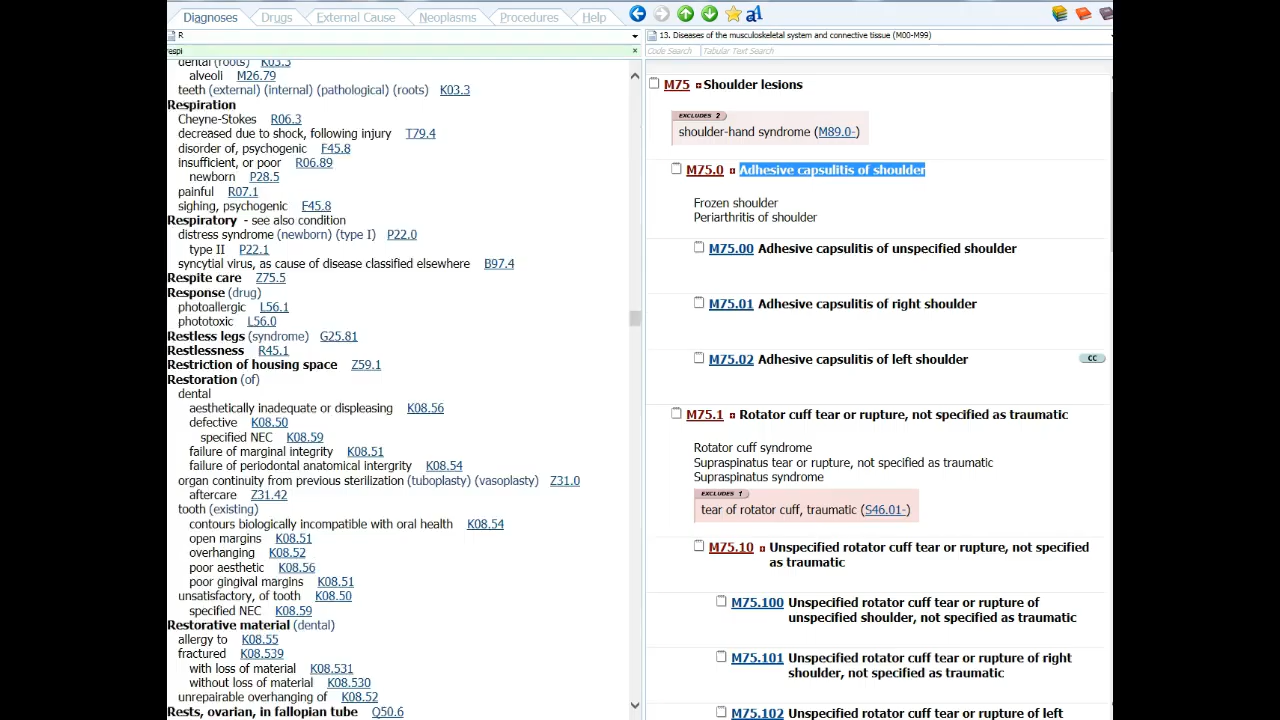 Diagnoses Drugs External Cause Neoplasms Procedures Help
R
respi x
dental (roots) K03.3
alveoli M26.79
teeth (external) (internal) (pathological) (roots) K03.3
Respiration
Cheyne-Stokes R06.3
decreased due to shock, following injury T79.4
disorder of, psychogenic F45.8
insufficient, or poor R06.89
newborn P28.5
painful R07.1
sighing, psychogenic F45.8
Respiratory - see also condition
distress syndrome (newborn) (type I) P22.0
type II P22.1
syncytial virus, as cause of disease classified elsewhere B97.4
Respite care Z75.5
Response (drug)
photoallergic L56.1
phototoxic L56.0
Restless legs (syndrome) G25.81
Restlessness R45.1
Restriction of housing space Z59.1
Restoration (of)
dental
aesthetically inadequate or displeasing K08.56
defective K08.50
specified NEC K08.59
failure of marginal integrity K08.51
failure of periodontal anatomical intergrity K08.54
organ continuity from previous sterilization (tuboplasty) (vasoplasty) Z31.0
aftercare Z31.42
tooth (existing)
contours biologically incompatible with oral health K08.54
open margins K08.51
overhanging K08.52
poor aesthetic K08.56
poor gingival margins K08.51
unsatisfactory, of tooth K08.50
specified NEC K08.59
Restorative material (dental)
allergy to K08.55
fractured K08.539
with loss of material K08.531
without loss of material K08.530
unrepairable overhanging of K08.52
Rests, ovarian, in fallopian tube Q50.6
13. Diseases of the musculoskeletal system and connective tissue (M00-M99)
Code Search Tabular Text Search
M75 Shoulder lesions
EXCLUDES 2
shoulder-hand syndrome (M89.0-)
M75.0 Adhesive capsulitis of shoulder
Frozen shoulder
Periarthritis of shoulder
M75.00 Adhesive capsulitis of unspecified shoulder
M75.01 Adhesive capsulitis of right shoulder
M75.02 Adhesive capsulitis of left shoulder CC
M75.1 Rotator cuff tear or rupture, not specified as traumatic
Rotator cuff syndrome
Supraspinatus tear or rupture, not specified as traumatic
Supraspinatus syndrome
EXCLUDES 1
tear of rotator cuff, traumatic (S46.01-)
M75.10 Unspecified rotator cuff tear or rupture, not specified
as traumatic
M75.100 Unspecified rotator cuff tear or rupture of
unspecified shoulder, not specified as traumatic
M75.101 Unspecified rotator cuff tear or rupture of right
shoulder, not specified as traumatic
M75.102 Unspecified rotator cuff tear or rupture of left